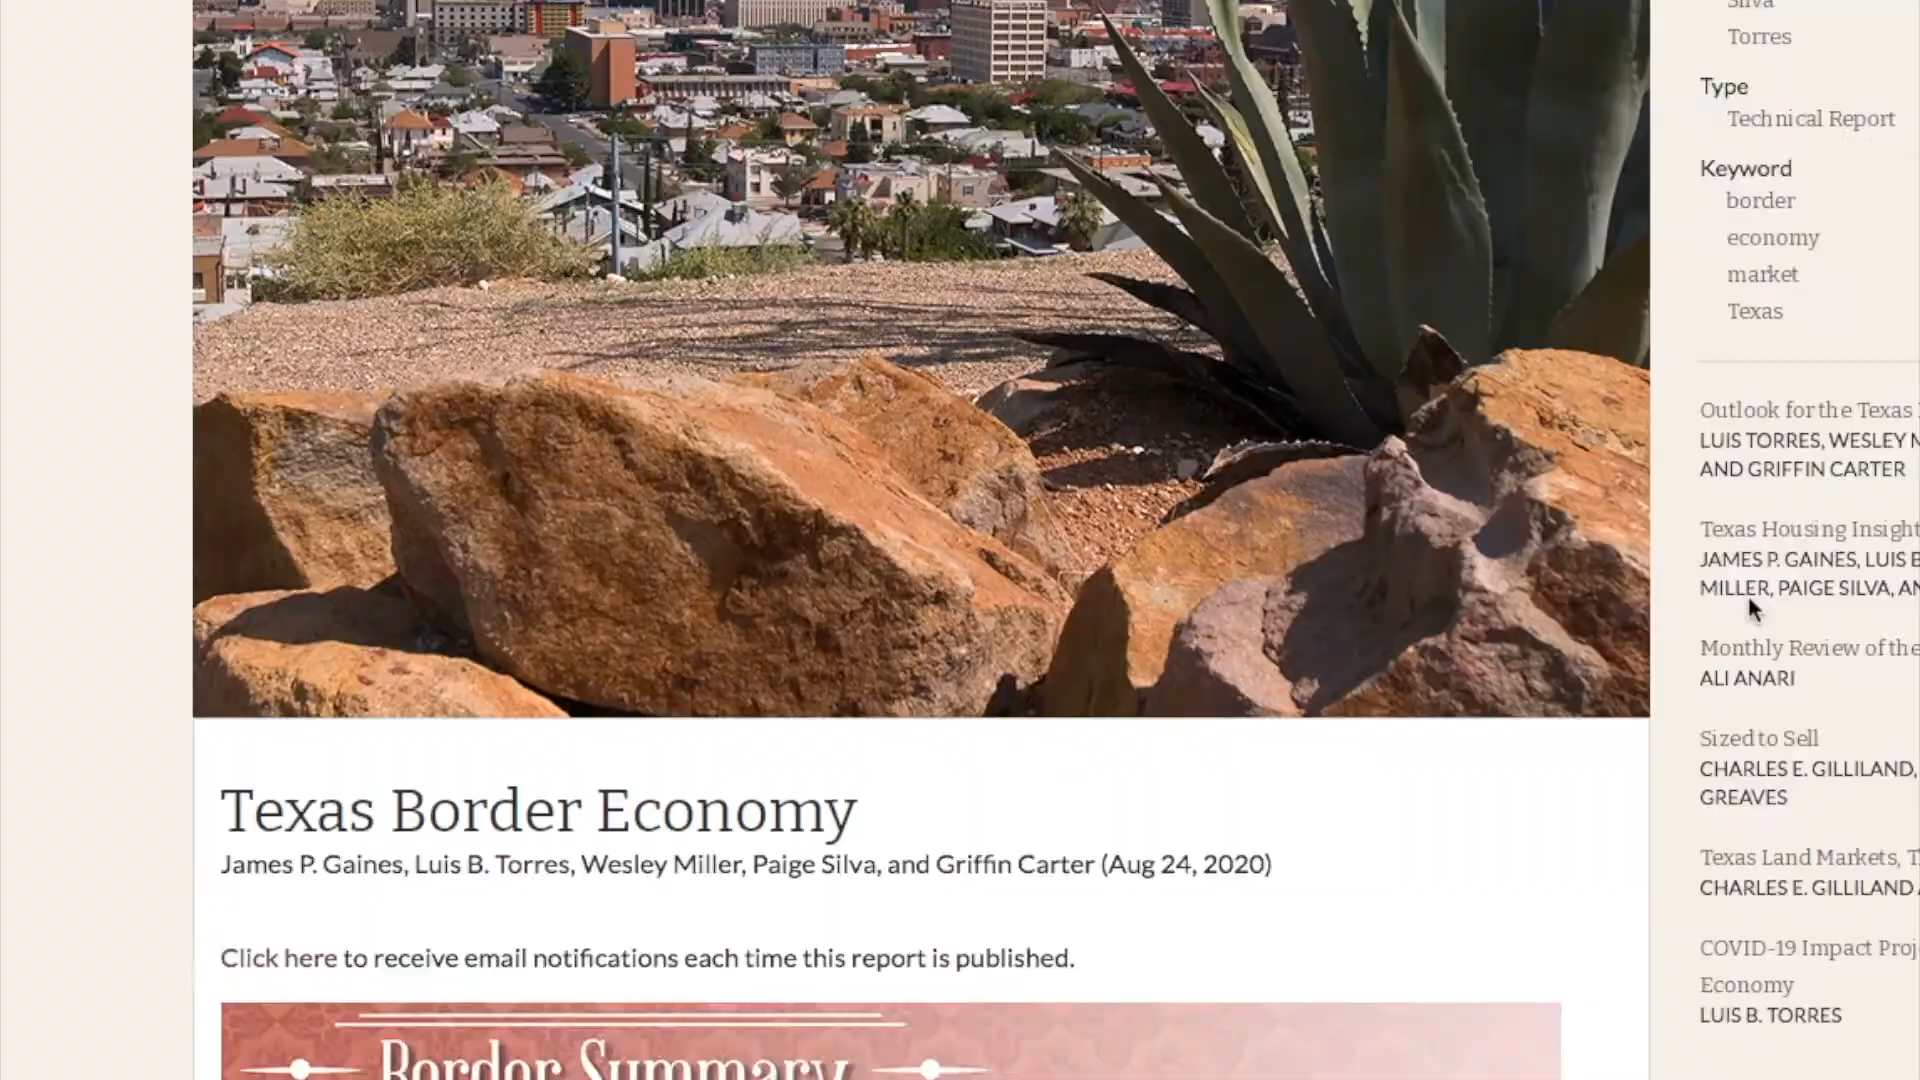 Texas Border Economy
James P. Gaines, Luis B. Torres, Wesley Miller, Paige Silva, and Griffin Carter (Aug 24, 2020)
Click here to receive email notifications each time this report is published.
Border Summary
Silva
Torres
Type
Technical Report
Keyword
border
economy
market
Texas
Outlook for the Texas
LUIS TORRES, WESLEY
AND GRIFFIN CARTER
Texas Housing Insight
JAMES P. GAINES, LUIS B
MILLER, PAIGE SILVA, AN
Monthly Review of the
ALI ANARI
Sized to Sell
CHARLES E. GILLILAND,
GREAVES
Texas Land Markets,
CHARLES E. GILLILAND
COVID-19 Impact Proj
Economy
LUIS B. TORRES